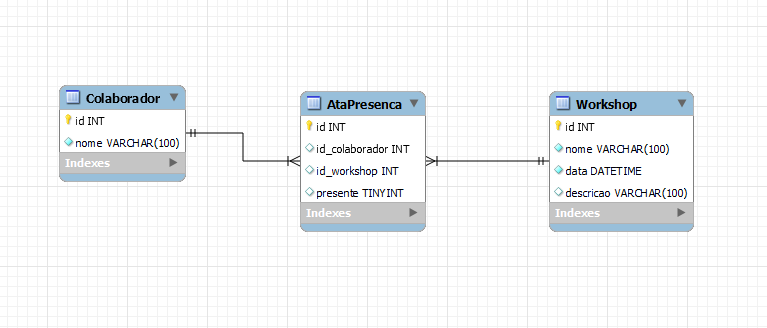 Colaborador
id INT
nome VARCHAR(100)
Indexes
AtaPresenca
id INT
id_colaborador INT
id_workshop INT
presente TINYINT
Indexes
Workshop
id INT
nome VARCHAR(100)
data DATETIME
descricao VARCHAR(100)
Indexes